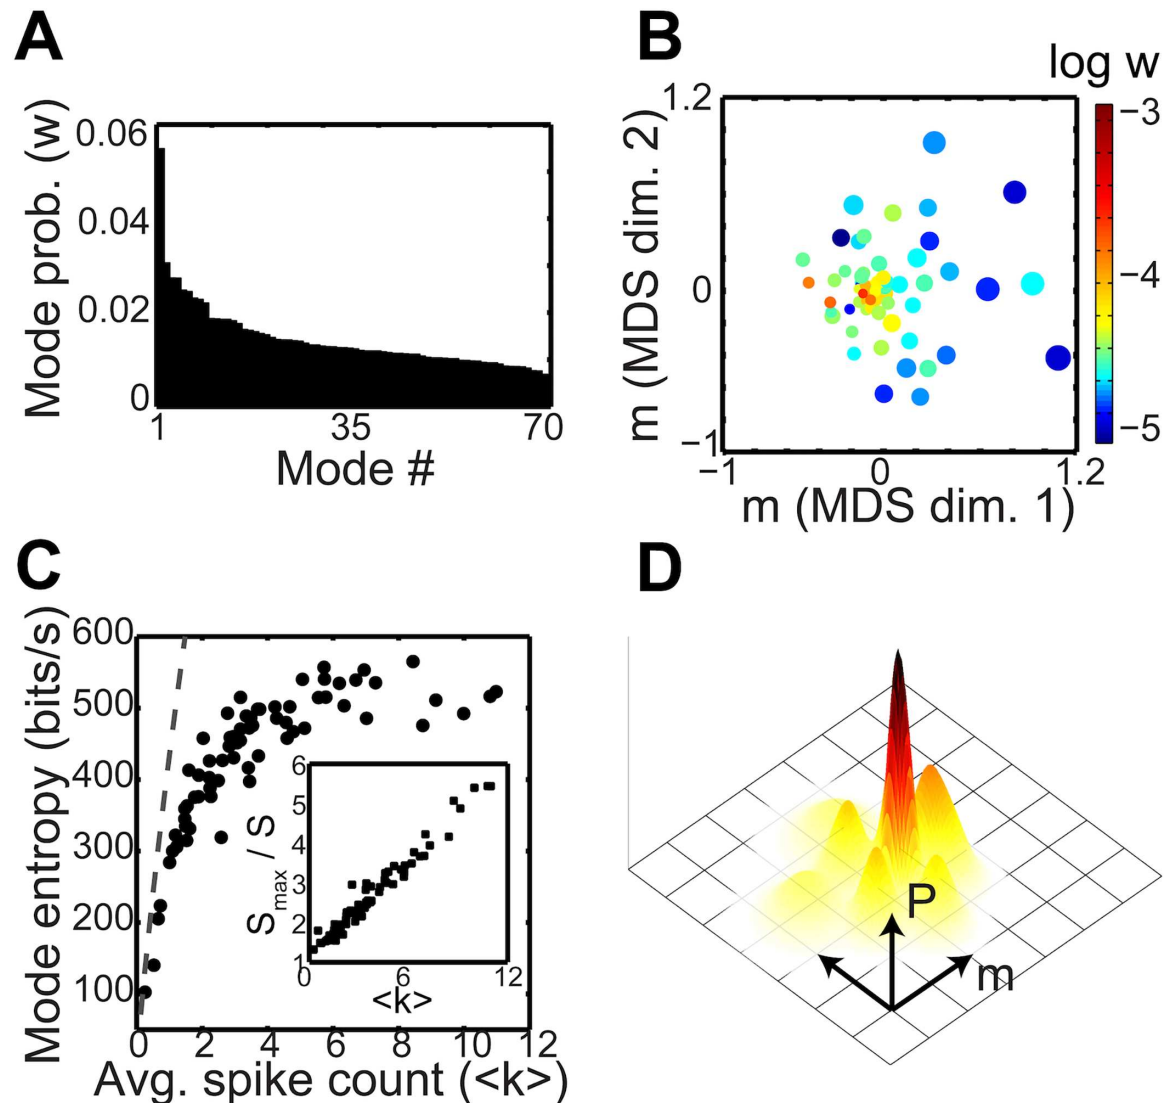 A
Mode prob. (w)
0.06
0.04
0.02
0
1
35
70
Mode #
B
log w
m (MDS dim. 2)
1.2
0
−1
−1
0
1.2
m (MDS dim. 1)
−3
−4
−5
C
Mode entropy (bits/s)
600
500
400
300
200
100
0 2 4 6 8 10 12
Avg. spike count (<k>)
Smax / S
6
5
4
3
2
1
0
6
12
<k>
D
P
m